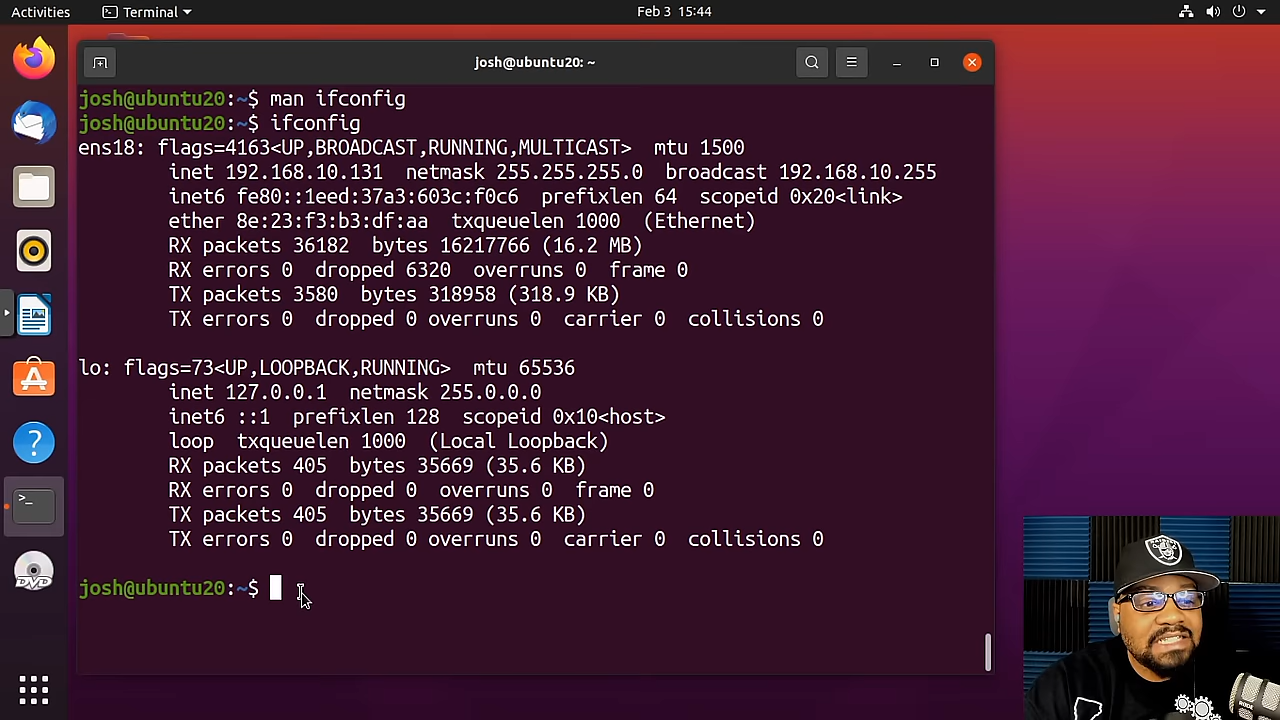 Activities
Terminal
Feb 3 15:44
josh@ubuntu20: ~
josh@ubuntu20:~$ man ifconfig
josh@ubuntu20:~$ ifconfig
ens18: flags=4163<UP,BROADCAST,RUNNING,MULTICAST>  mtu 1500
        inet 192.168.10.131  netmask 255.255.255.0  broadcast 192.168.10.255
        inet6 fe80::1eed:37a3:603c:f0c6  prefixlen 64  scopeid 0x20<link>
        ether 8e:23:f3:b3:df:aa  txqueuelen 1000  (Ethernet)
        RX packets 36182  bytes 16217766 (16.2 MB)
        RX errors 0  dropped 6320  overruns 0  frame 0
        TX packets 3580  bytes 318958 (318.9 KB)
        TX errors 0  dropped 0 overruns 0  carrier 0  collisions 0
lo: flags=73<UP,LOOPBACK,RUNNING>  mtu 65536
        inet 127.0.0.1  netmask 255.0.0.0
        inet6 ::1  prefixlen 128  scopeid 0x10<host>
        loop  txqueuelen 1000  (Local Loopback)
        RX packets 405  bytes 35669 (35.6 KB)
        RX errors 0  dropped 0  overruns 0  frame 0
        TX packets 405  bytes 35669 (35.6 KB)
        TX errors 0  dropped 0 overruns 0  carrier 0  collisions 0
josh@ubuntu20:~$
DVD
RODE